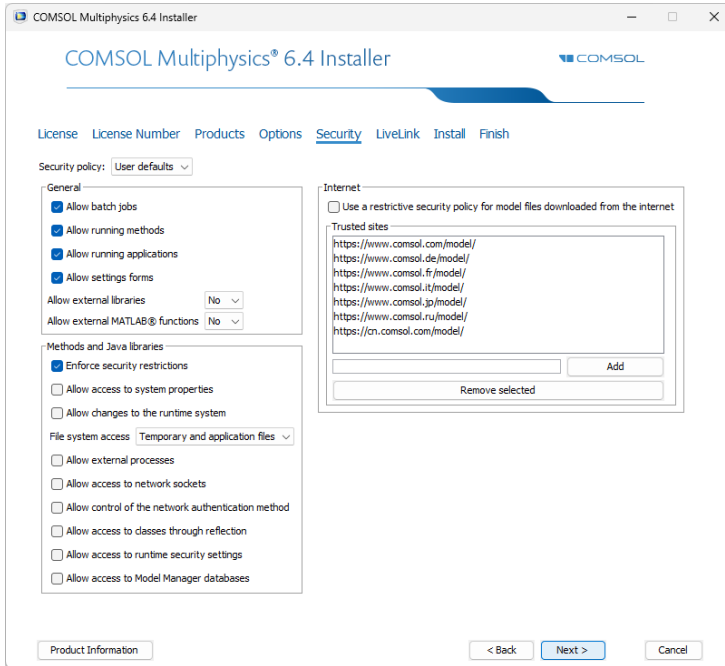 COMSOL Multiphysics 6.4 Installer
COMSOL Multiphysics® 6.4 Installer
COMSOL
License License Number Products Options Security LiveLink Install Finish
Security policy: User defaults
General
Allow batch jobs
Allow running methods
Allow running applications
Allow settings forms
Allow external libraries No
Allow external MATLAB® functions No
Methods and Java libraries
Enforce security restrictions
Allow access to system properties
Allow changes to the runtime system
File system access Temporary and application files
Allow external processes
Allow access to network sockets
Allow control of the network authentication method
Allow access to classes through reflection
Allow access to runtime security settings
Allow access to Model Manager databases
Internet
Use a restrictive security policy for model files downloaded from the internet
Trusted sites
https://www.comsol.com/model/
https://www.comsol.de/model/
https://www.comsol.fr/model/
https://www.comsol.it/model/
https://www.comsol.jp/model/
https://www.comsol.ru/model/
https://cn.comsol.com/model/
Add
Remove selected
Product Information
< Back Next > Cancel